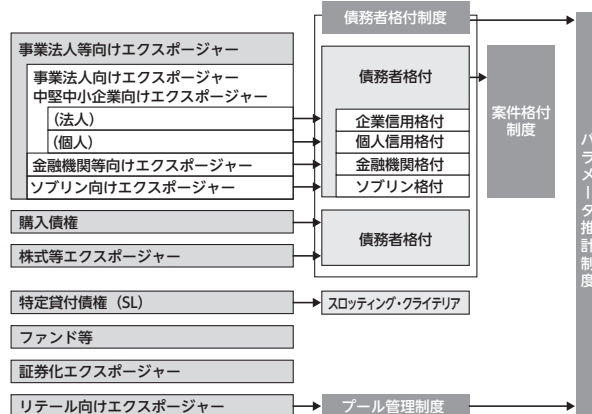 債務者格付制度
事業法人等向けエクスポージャー
事業法人向けエクスポージャー
中堅中小企業向けエクスポージャー
(法人)
(個人)
金融機関等向けエクスポージャー
ソブリン向けエクスポージャー
債務者格付
企業信用格付
個人信用格付
金融機関格付
ソブリン格付
案件格付
制度
パラメータ推計制度
購入債権
株式等エクスポージャー
債務者格付
特定貸付債権(SL)
スロッティング・クライテリア
ファンド等
証券化エクスポージャー
リテール向けエクスポージャー
プール管理制度